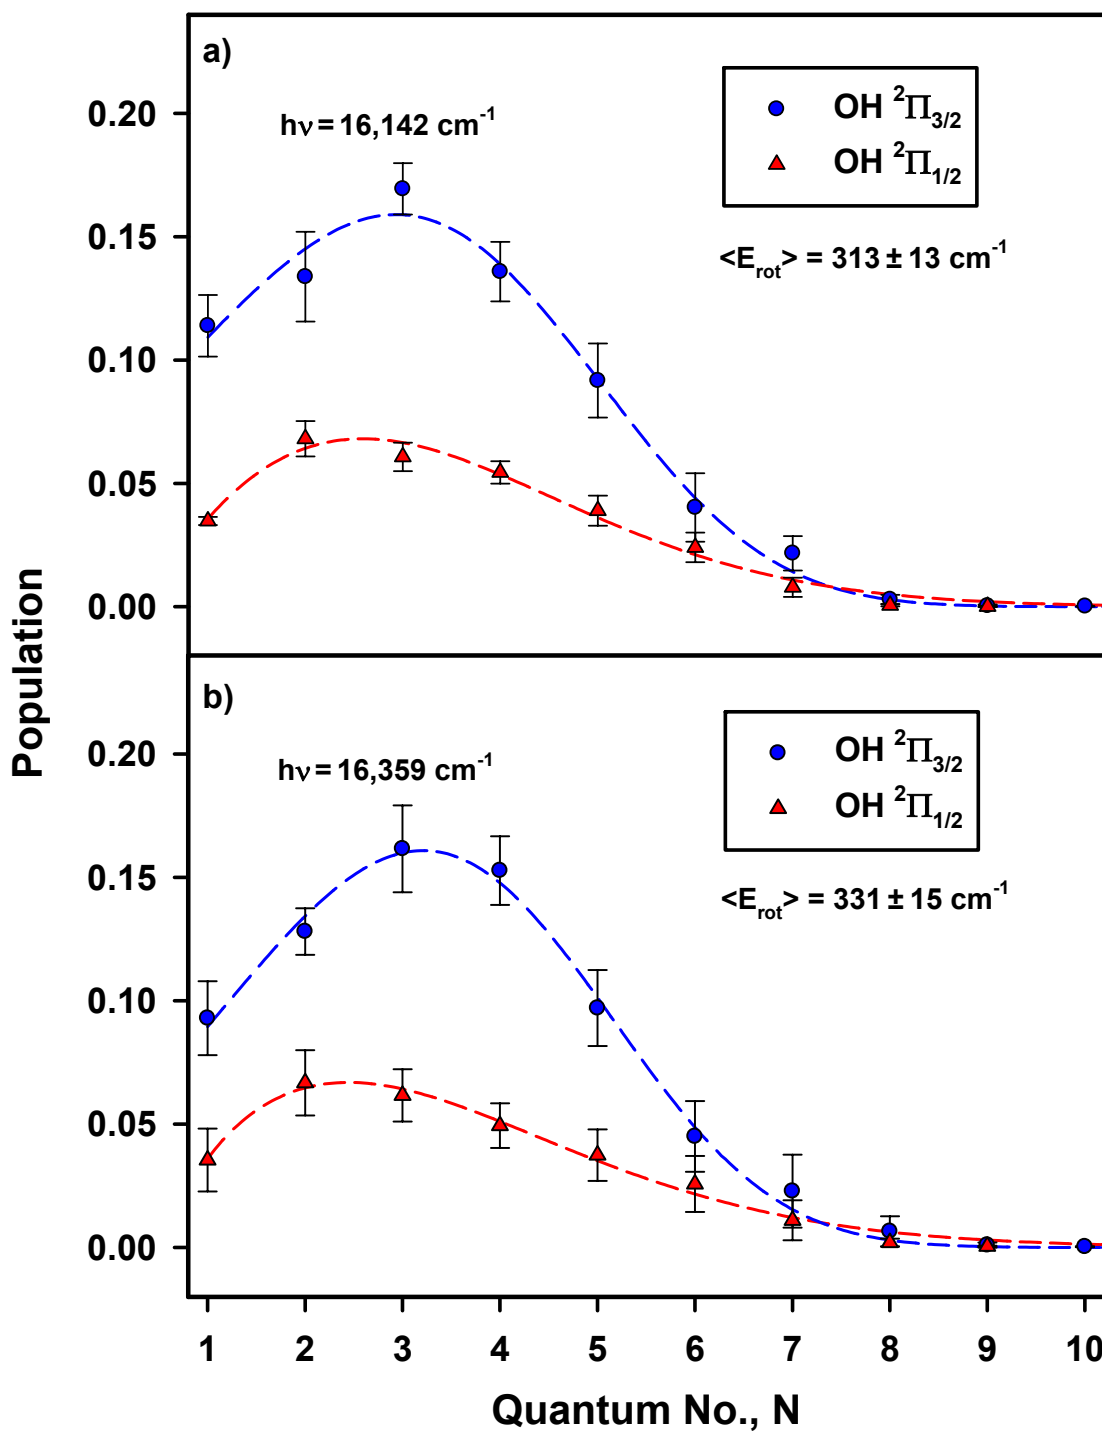 a)
hν = 16,142 cm⁻¹
OH ²Π₃/₂
OH ²Π₁/₂
<E_rot> = 313 ± 13 cm⁻¹
0.20
0.15
0.10
0.05
0.00
Population
b)
hν = 16,359 cm⁻¹
OH ²Π₃/₂
OH ²Π₁/₂
<E_rot> = 331 ± 15 cm⁻¹
0.20
0.15
0.10
0.05
0.00
1 2 3 4 5 6 7 8 9 10
Quantum No., N